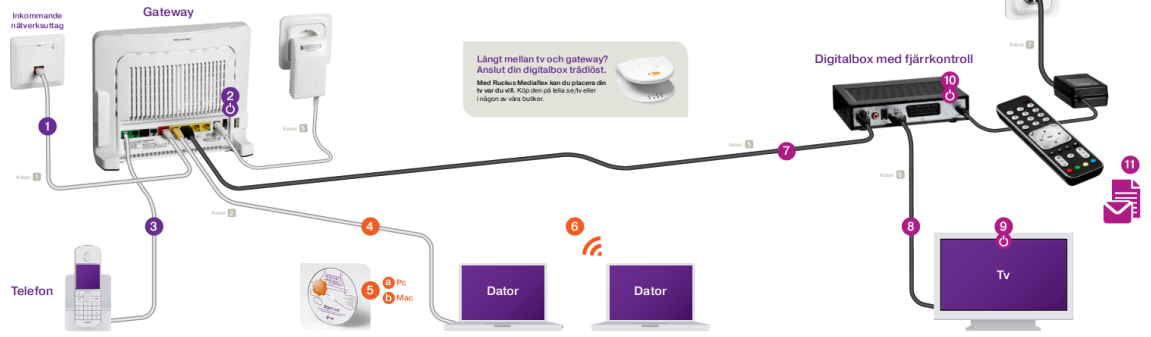 Inkommande
nätverksuttag
Gateway
1
2
Kabel 3
Kabel 1
3
Kabel 2
4
Telefon
5
a Pc
b Mac
Dator
6
Dator
Långt mellan tv och gateway?
Anslut din digitalbox trådlöst.
Med Ruckus Mediaflex kan du placera din
tv var du vill. Köp den på telia.se/tv eller
i någon av våra butiker.
Kabel 5
7
Digitalbox med fjärrkontroll
10
Kabel 7
Kabel 6
8
9
Tv
11